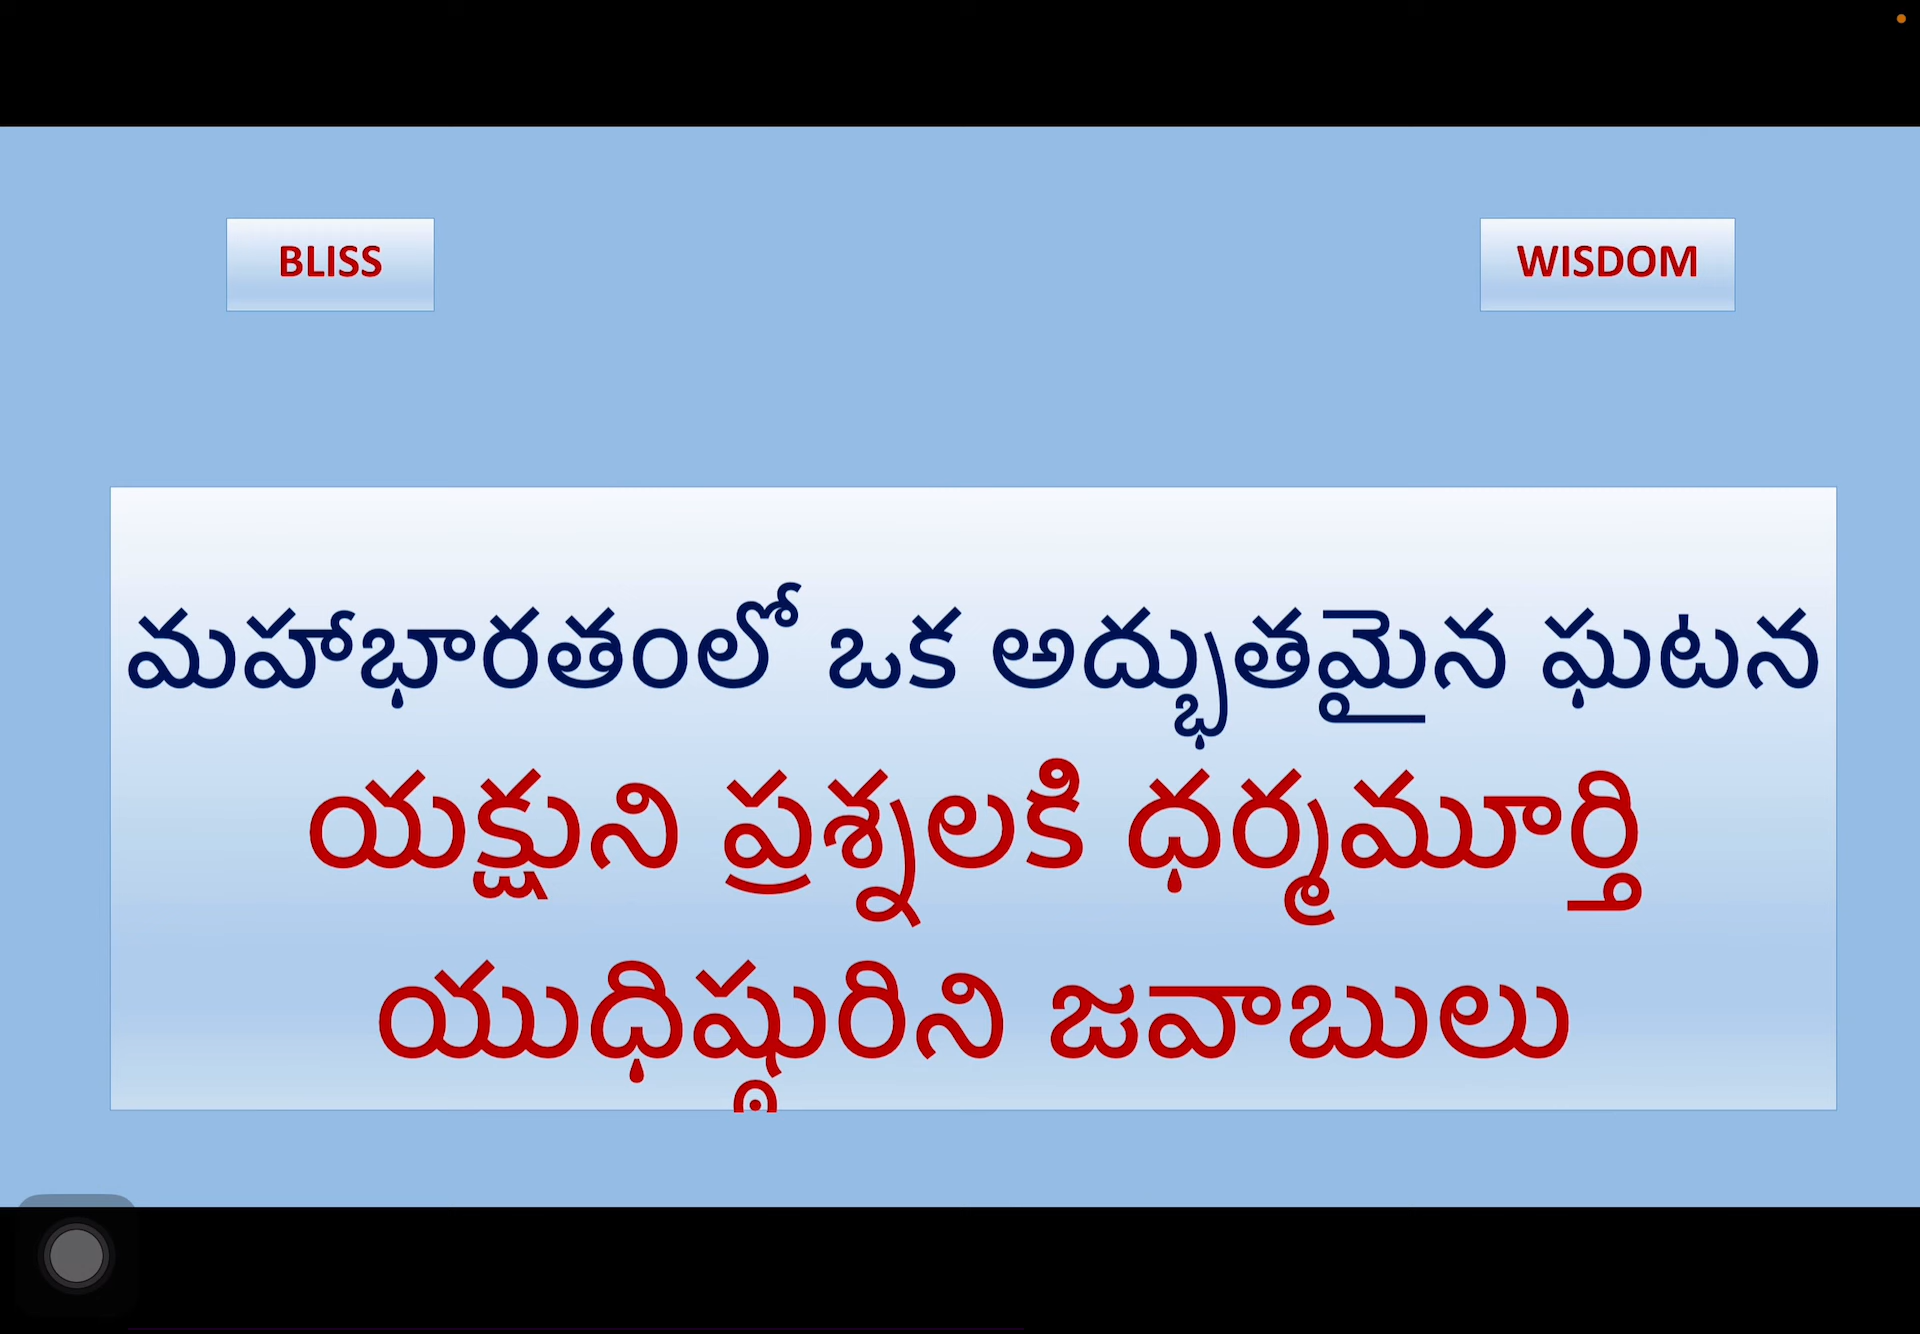 BLISS
WISDOM
మహాభారతంలో ఒక అద్భుతమైన ఘటన
యక్షుని ప్రశ్నలకి ధర్మమూర్తి
యుధిష్ఠురిని జవాబులు